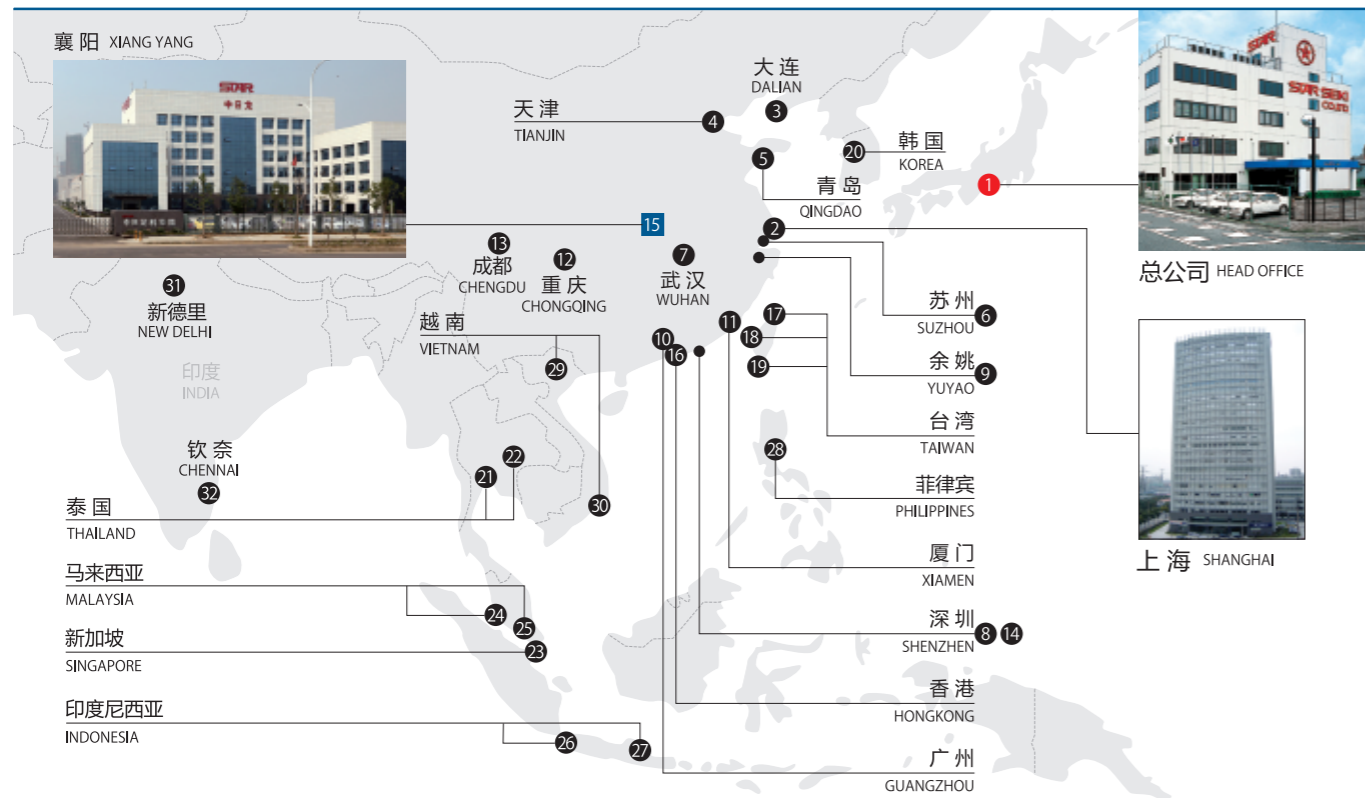 襄阳 XIANG YANG
STAR
中日龙
STAR
STAR SEIKI
CO.,LTD
总公司 HEAD OFFICE
大连
DALIAN
3
天津
TIANJIN
4
5
青岛
QINGDAO
20
韩国
KOREA
1
15
2
13
成都
CHENGDU
12
重庆
CHONGQING
7
武汉
WUHAN
31
新德里
NEW DELHI
印度
INDIA
越南
VIETNAM
29
30
10
16
11
17
18
19
苏州
SUZHOU
6
余姚
YUYAO
9
台湾
TAIWAN
钦奈
CHENNAI
32
21
22
泰国
THAILAND
28
菲律宾
PHILIPPINES
上海 SHANGHAI
马来西亚
MALAYSIA
24
25
厦门
XIAMEN
新加坡
SINGAPORE
23
深圳
SHENZHEN
8 14
印度尼西亚
INDONESIA
26
27
香港
HONGKONG
广州
GUANGZHOU